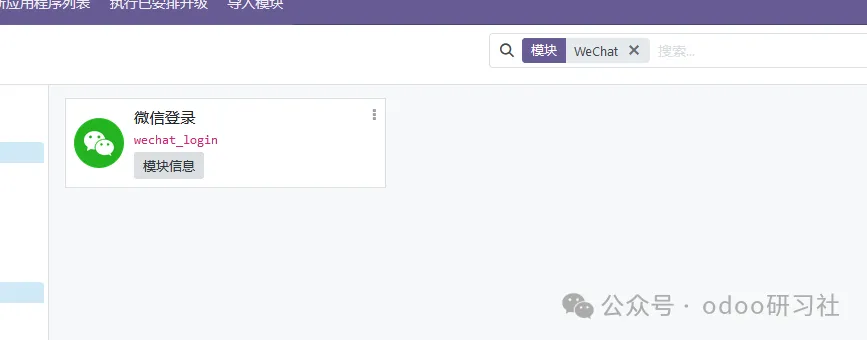 新应用程序列表 执行已安排升级 导入模块
模块 WeChat × 搜索...
微信登录
wechat_login
模块信息
公众号 · odoo研习社